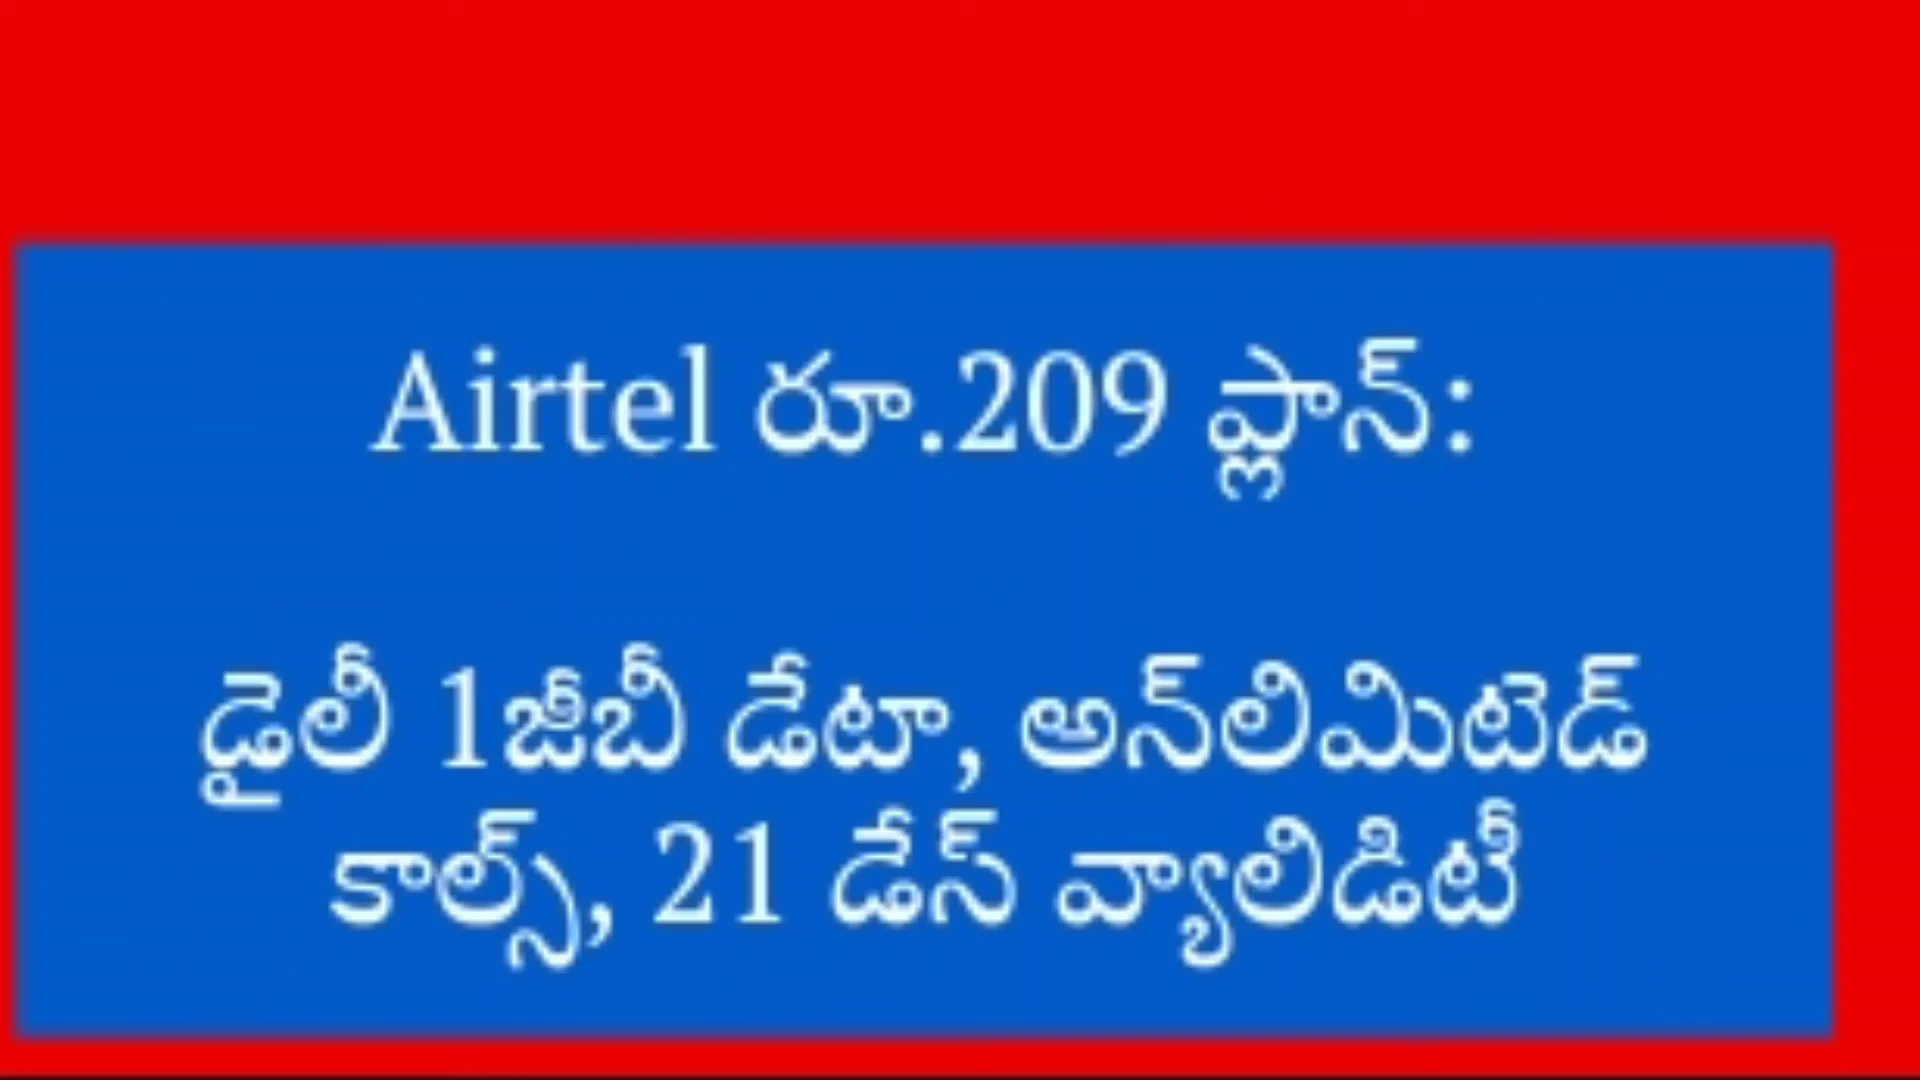 Airtel రూ.209 ప్లాన్:
డైలీ 1జీబీ డేటా, అన్‌లిమిటెడ్
కాల్స్, 21 డేస్ వ్యాలిడిటీ